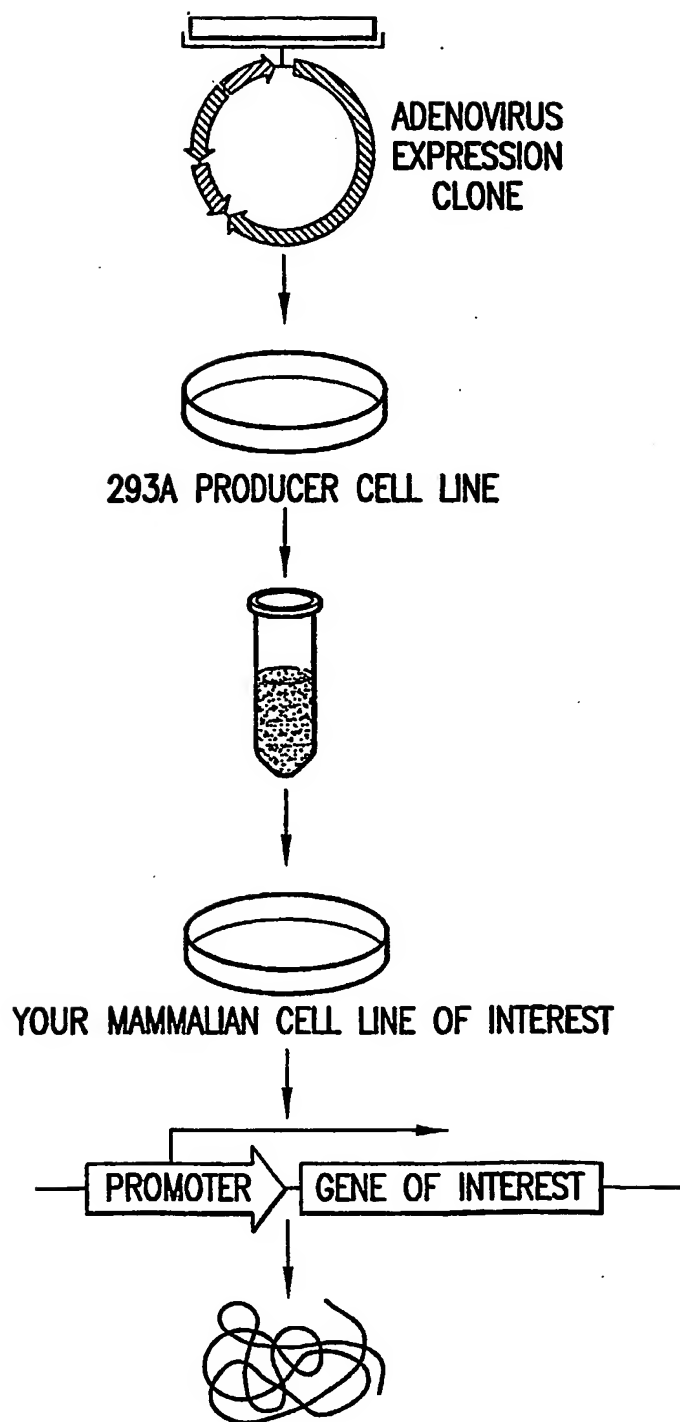 ADENOVIRUS
EXPRESSION
CLONE
293A PRODUCER CELL LINE
YOUR MAMMALIAN CELL LINE OF INTEREST
PROMOTER
GENE OF INTEREST